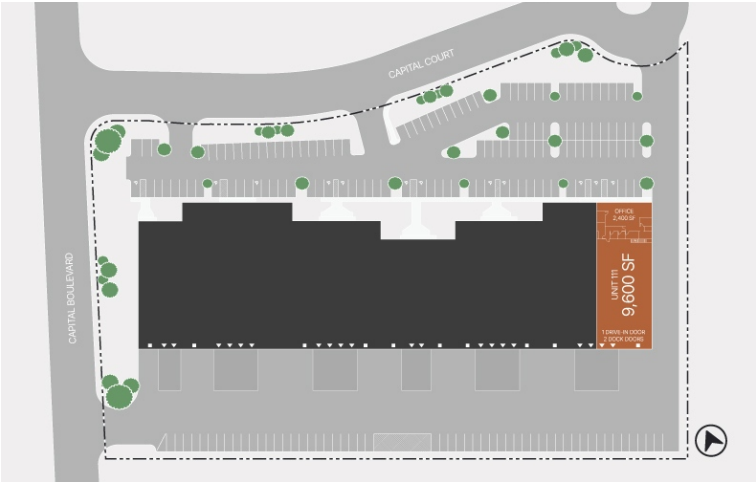 CAPITAL COURT
CAPITAL BOULEVARD
OFFICE
2,400 SF
UNIT 111
9,600 SF
1 DRIVE-IN DOOR
2 DOCK DOORS